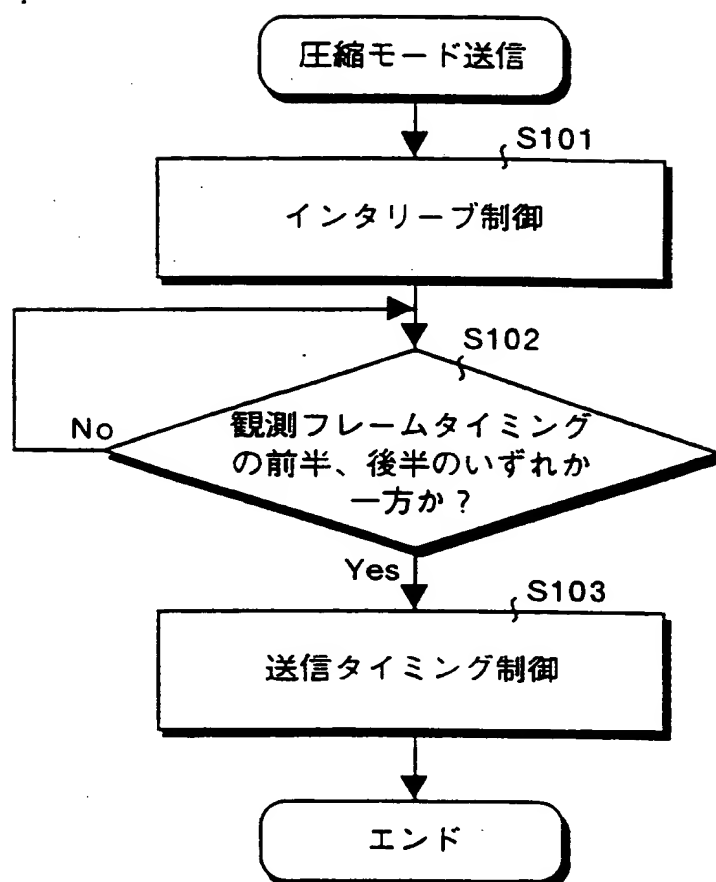 圧縮モード送信
S101
インタリーブ制御
S102
No
観測フレームタイミング
の前半、後半のいずれか
一方か？
Yes
S103
送信タイミング制御
エンド